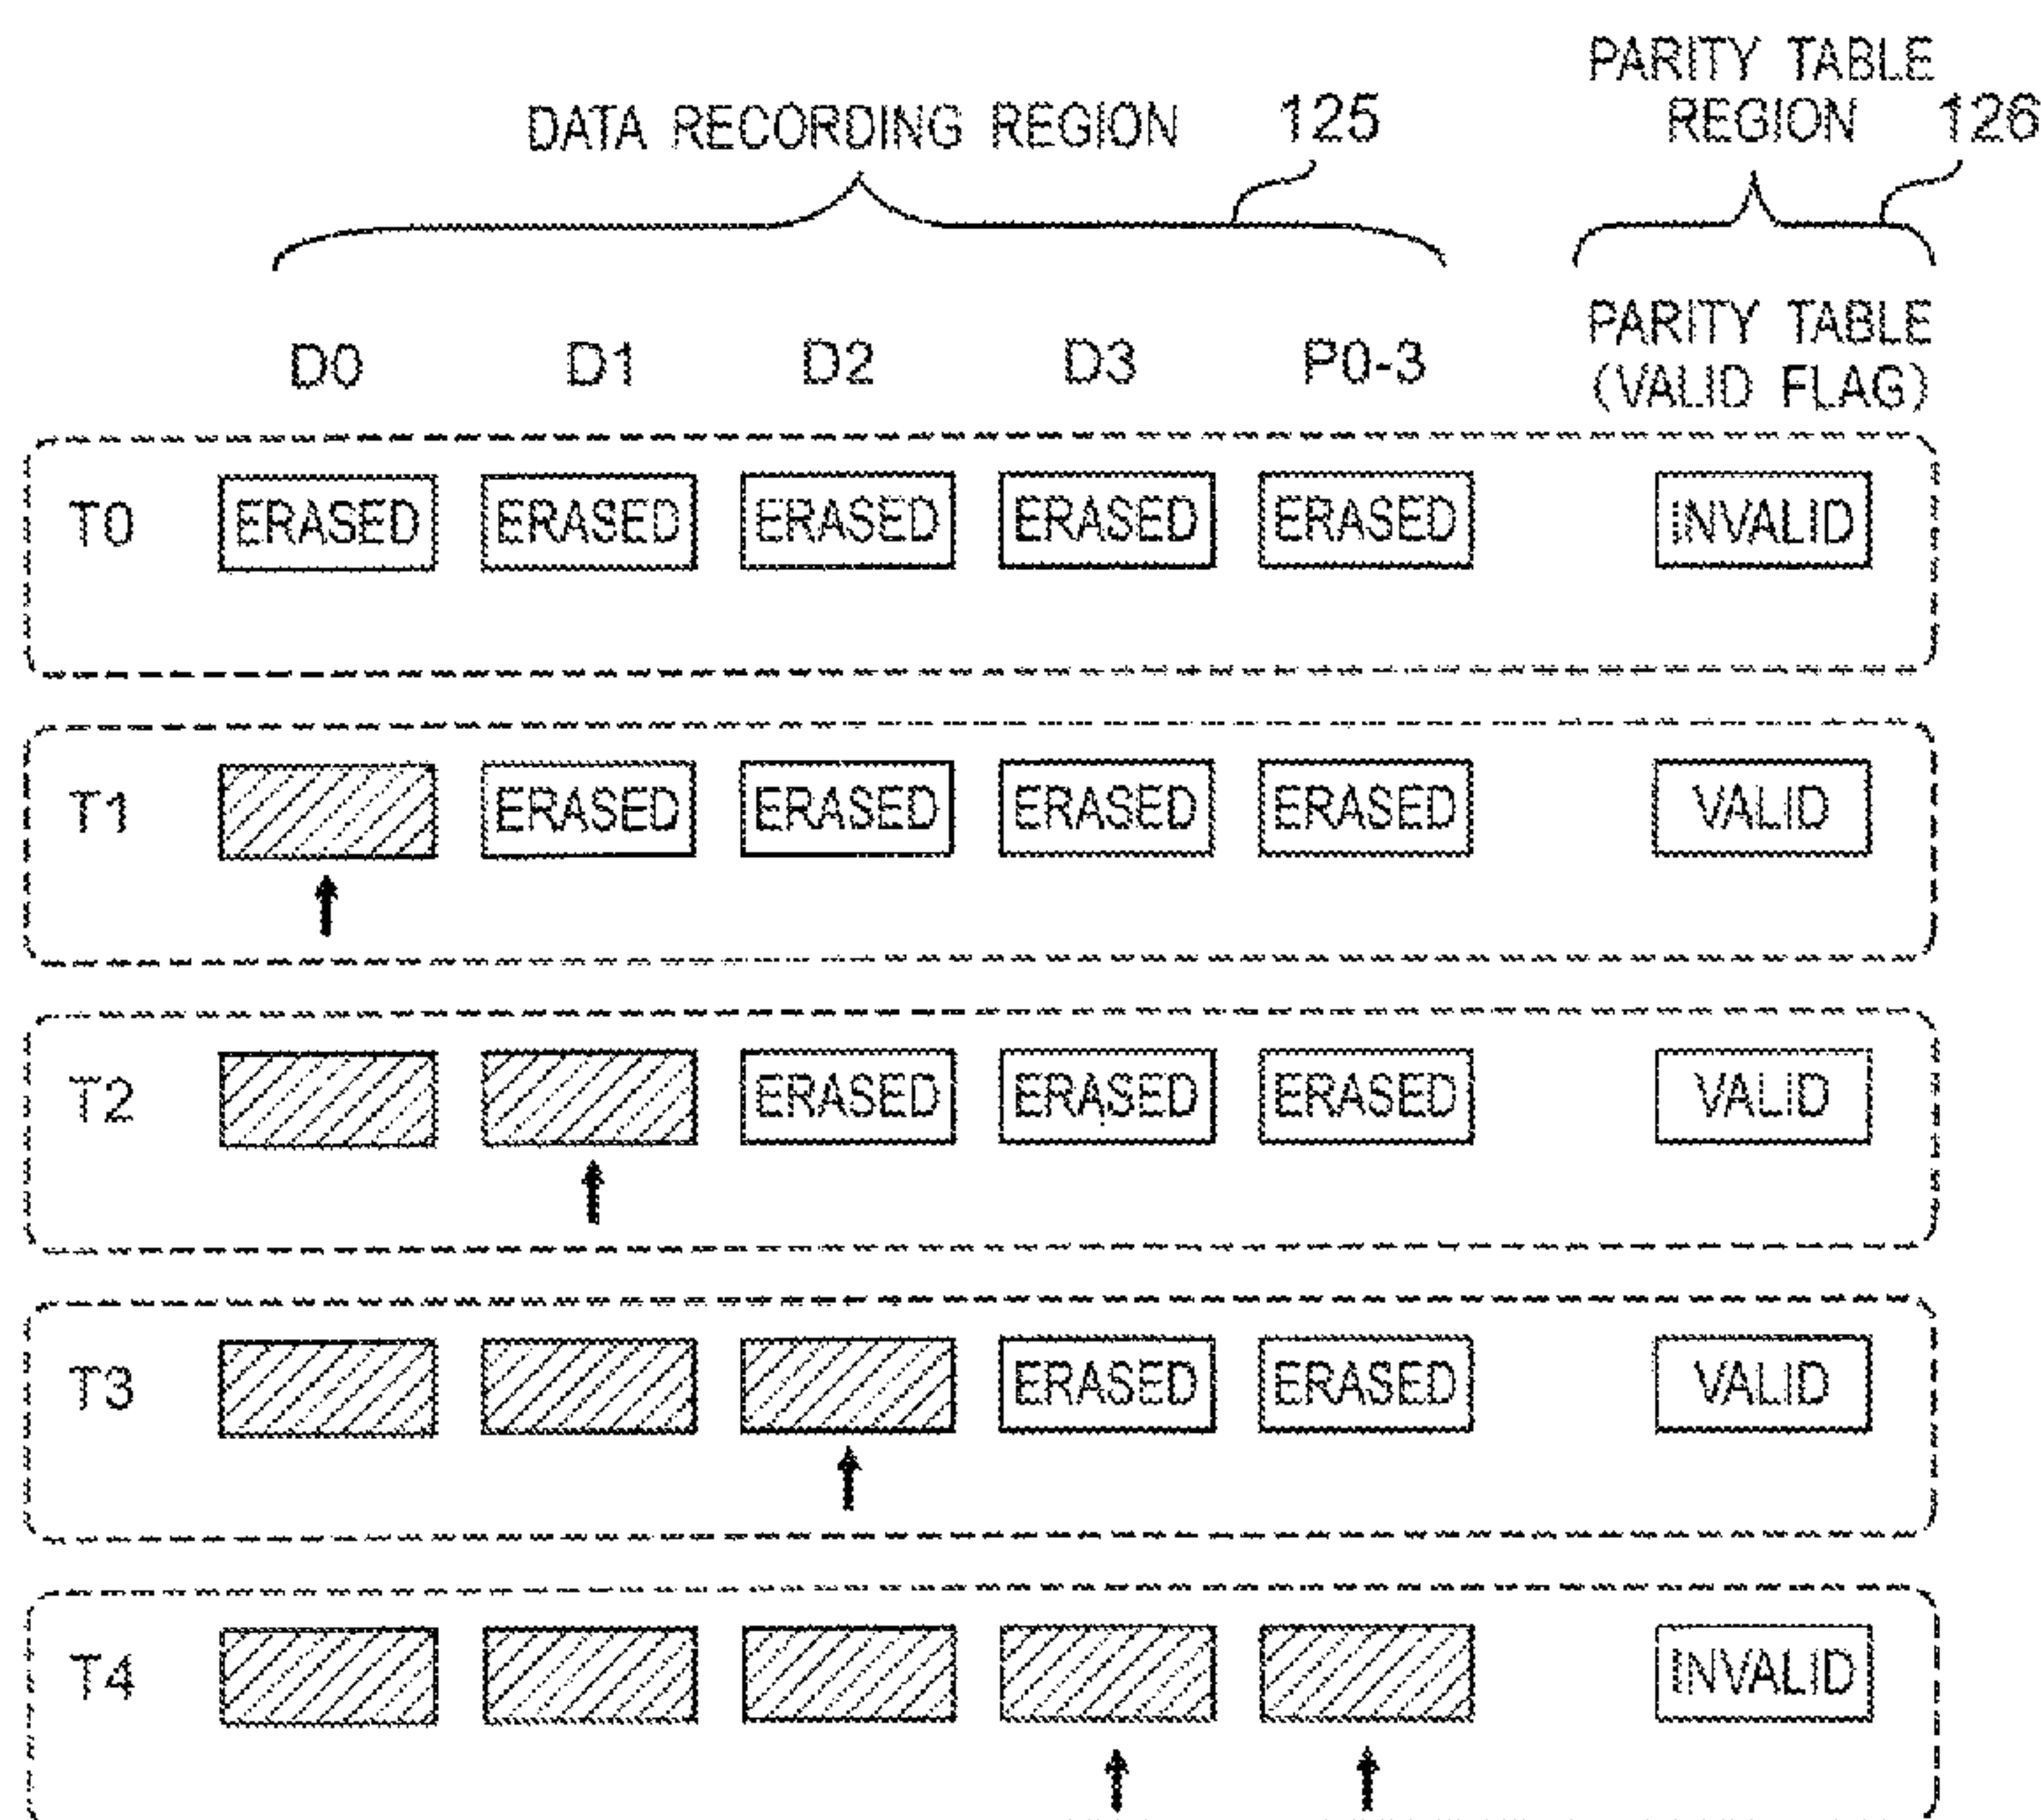 PARITY TABLE
DATA RECORDING REGION 125 REGION 126
PARITY TABLE
D0 D1 D2 D3 P0-3 (VALID FLAG)
T0 ERASED ERASED ERASED ERASED ERASED INVALID
T1 ERASED ERASED ERASED ERASED VALID
T2 ERASED ERASED ERASED VALID
T3 ERASED ERASED VALID
T4 INVALID